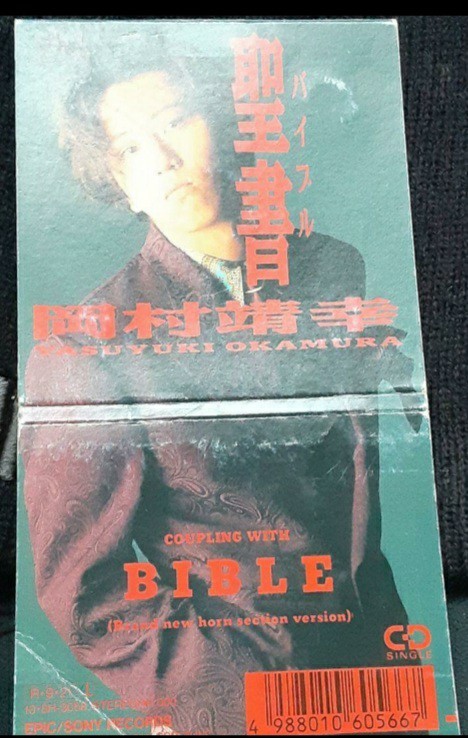 聖書
バイブル
岡村靖幸
YASUYUKI OKAMURA
COUPLING WITH
BIBLE
(Brand new horn section version)
CD
SINGLE
EPIC/SONY RECORDS
4 988010 605667